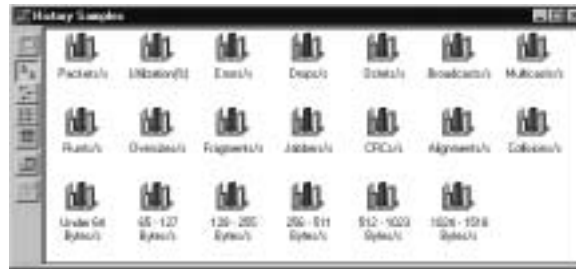 History Samples
Packets/s Utilization(%) Errors/s Drops/s Octets/s Broadcasts/s Multicasts/s
Runts/s Oversizes/s Fragments/s Jabbers/s CRCs/s Alignments/s Collisions/s
Under 64 Bytes/s
65 - 127 Bytes/s
128 - 255 Bytes/s
256 - 511 Bytes/s
512 - 1023 Bytes/s
1024 - 1518 Bytes/s